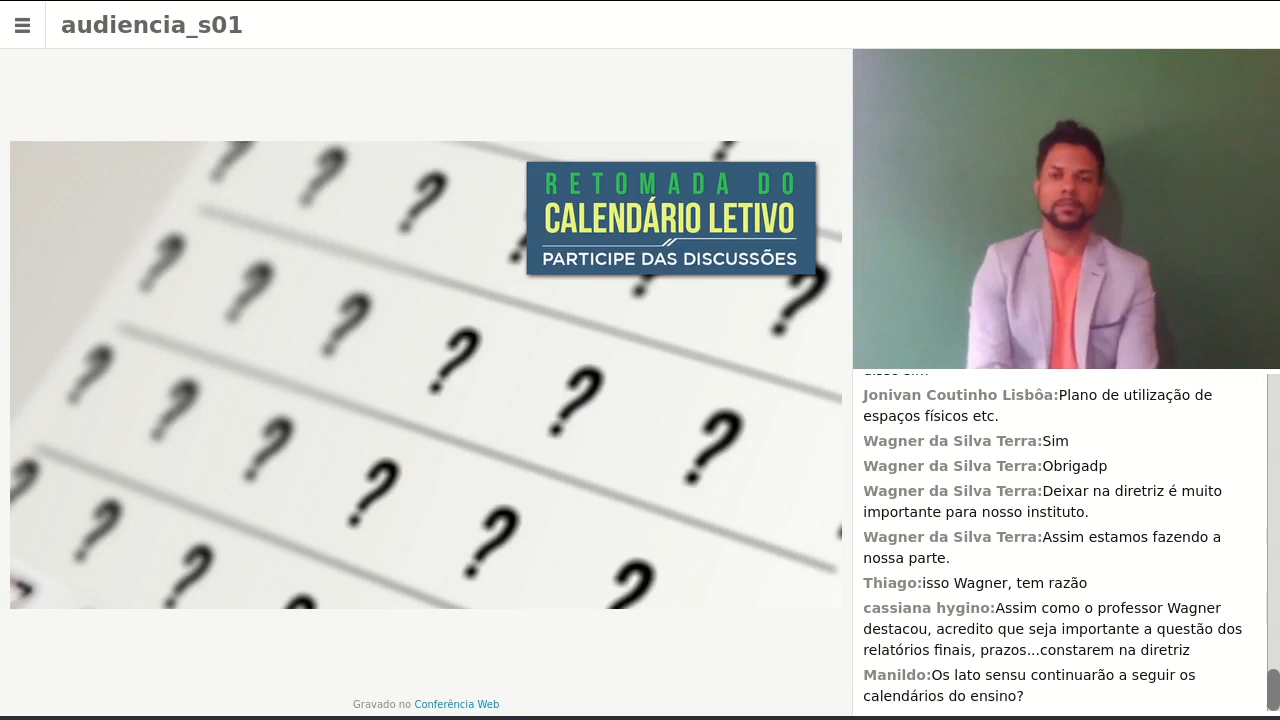 audiencia_s01
RETOMADA DO
CALENDÁRIO LETIVO
PARTICIPE DAS DISCUSSÕES
? ? ? ?
? ? ? ? ? ?
? ? ? ? ? ?
? ? ? ?
Jonivan Coutinho Lisbôa:Plano de utilização de
espaços físicos etc.
Wagner da Silva Terra:Sim
Wagner da Silva Terra:Obrigadp
Wagner da Silva Terra:Deixar na diretriz é muito
importante para nosso instituto.
Wagner da Silva Terra:Assim estamos fazendo a
nossa parte.
Thiago:isso Wagner, tem razão
cassiana hygino:Assim como o professor Wagner
destacou, acredito que seja importante a questão dos
relatórios finais, prazos...constarem na diretriz
Manildo:Os lato sensu continuarão a seguir os
calendários do ensino?
Gravado no Conferência Web